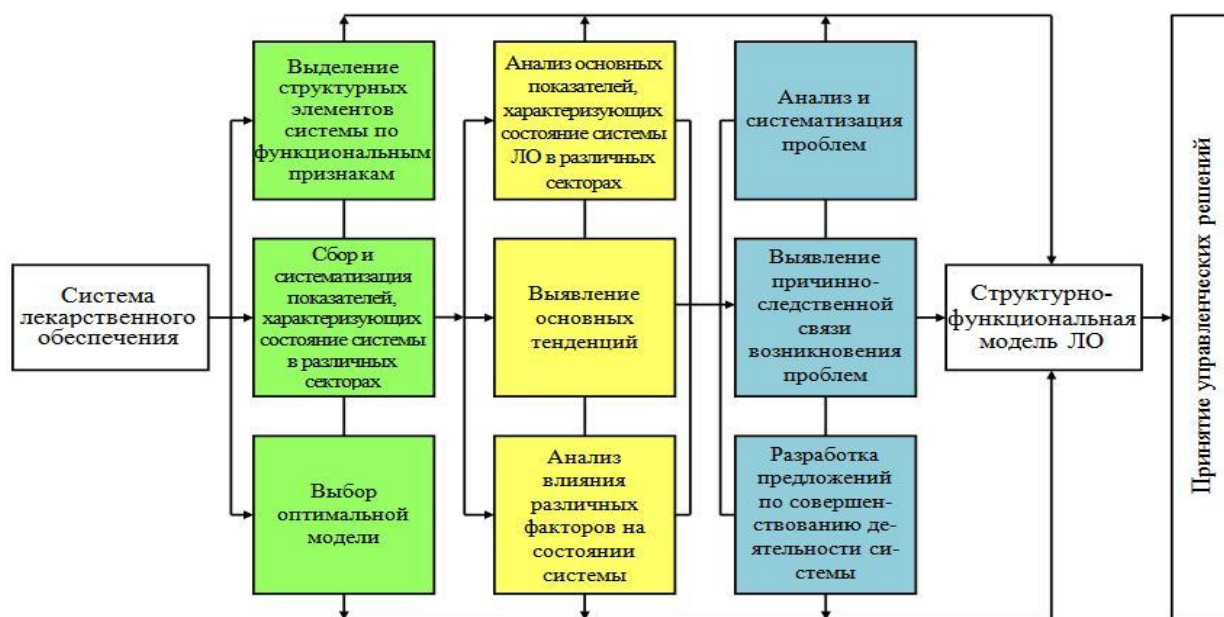 Система
лекарственного
обеспечения
Выделение
структурных
элементов
системы по
функциональным
признакам
Сбор и
систематизация
показателей,
характеризующих
состояние системы
в различных
секторах
Выбор
оптимальной
модели
Анализ основных
показателей,
характеризующих
состояние системы
ЛО в различных
секторах
Выявление
основных
тенденций
Анализ
влияния
различных
факторов на
состоянии
системы
Анализ и
систематизация
проблем
Выявление
причинно-
следственной
связи
возникновения
проблем
Разработка
предложений
по совершен-
ствованию де-
ятельности си-
стемы
Структурно-
функциональная
модель ЛО
Принятие управленческих решений